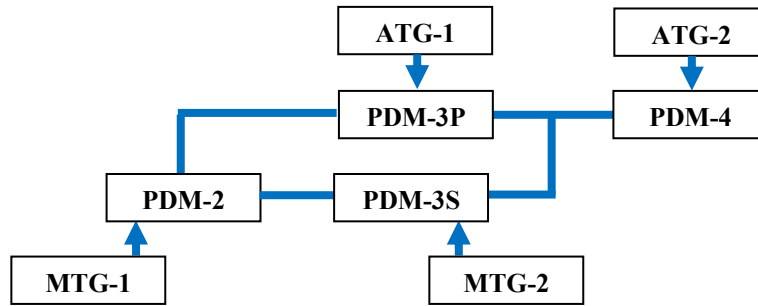 ATG-1
ATG-2
PDM-3P
PDM-4
PDM-2
PDM-3S
MTG-1
MTG-2